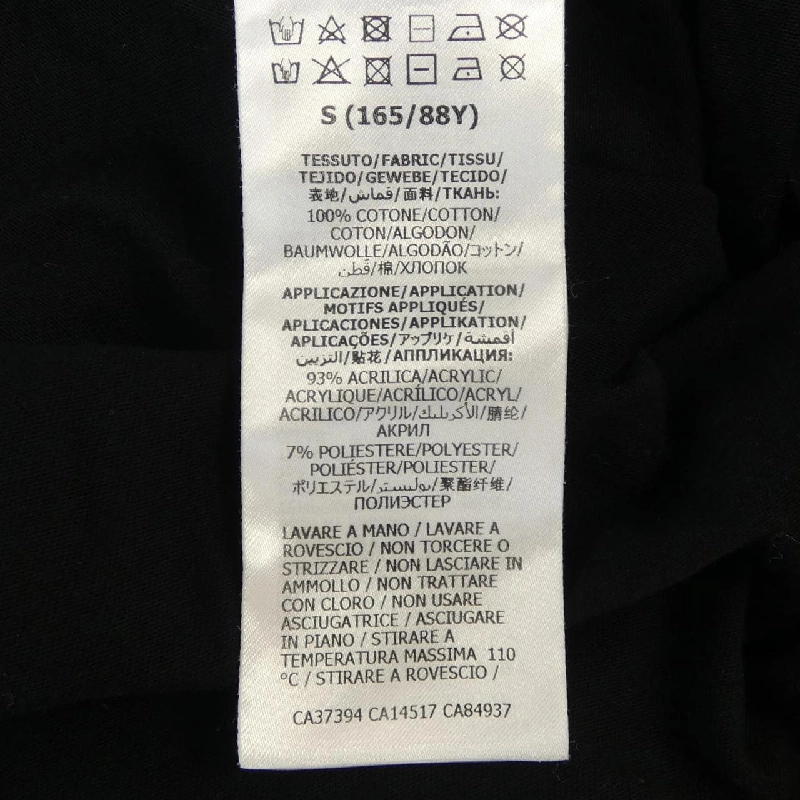 S (165/88Y)
TESSUTO/FABRIC/TISSU/
TEJIDO/GEWEBE/TECIDO/
表地/قماش/面料/ТКАНЬ:
100% COTONE/COTTON/
COTON/ALGODON/
BAUMWOLLE/ALGODÃO/コットン/
قطن/棉/ХЛОПОК
APPLICAZIONE/APPLICATION/
MOTIFS APPLIQUÉS/
APLICACIONES/APPLIKATION/
APLICAÇÕES/アップリケ/أقمشة
التزيين/貼花/АППЛИКАЦИЯ:
93% ACRILICA/ACRYLIC/
ACRYLIQUE/ACRÍLICO/ACRYL/
ACRILICO/アクリル/الأكريليك/腈纶/
АКРИЛ
7% POLIESTERE/POLYESTER/
POLIÉSTER/POLIESTER/
ポリエステル/بوليستر/聚酯纤维/
ПОЛИЭСТЕР
LAVARE A MANO / LAVARE A
ROVESCIO / NON TORCERE O
STRIZZARE / NON LASCIARE IN
AMMOLLO / NON TRATTARE
CON CLORO / NON USARE
ASCIUGATRICE / ASCIUGARE
IN PIANO / STIRARE A
TEMPERATURA MASSIMA 110
°C / STIRARE A ROVESCIO /
CA37394 CA14517 CA84937